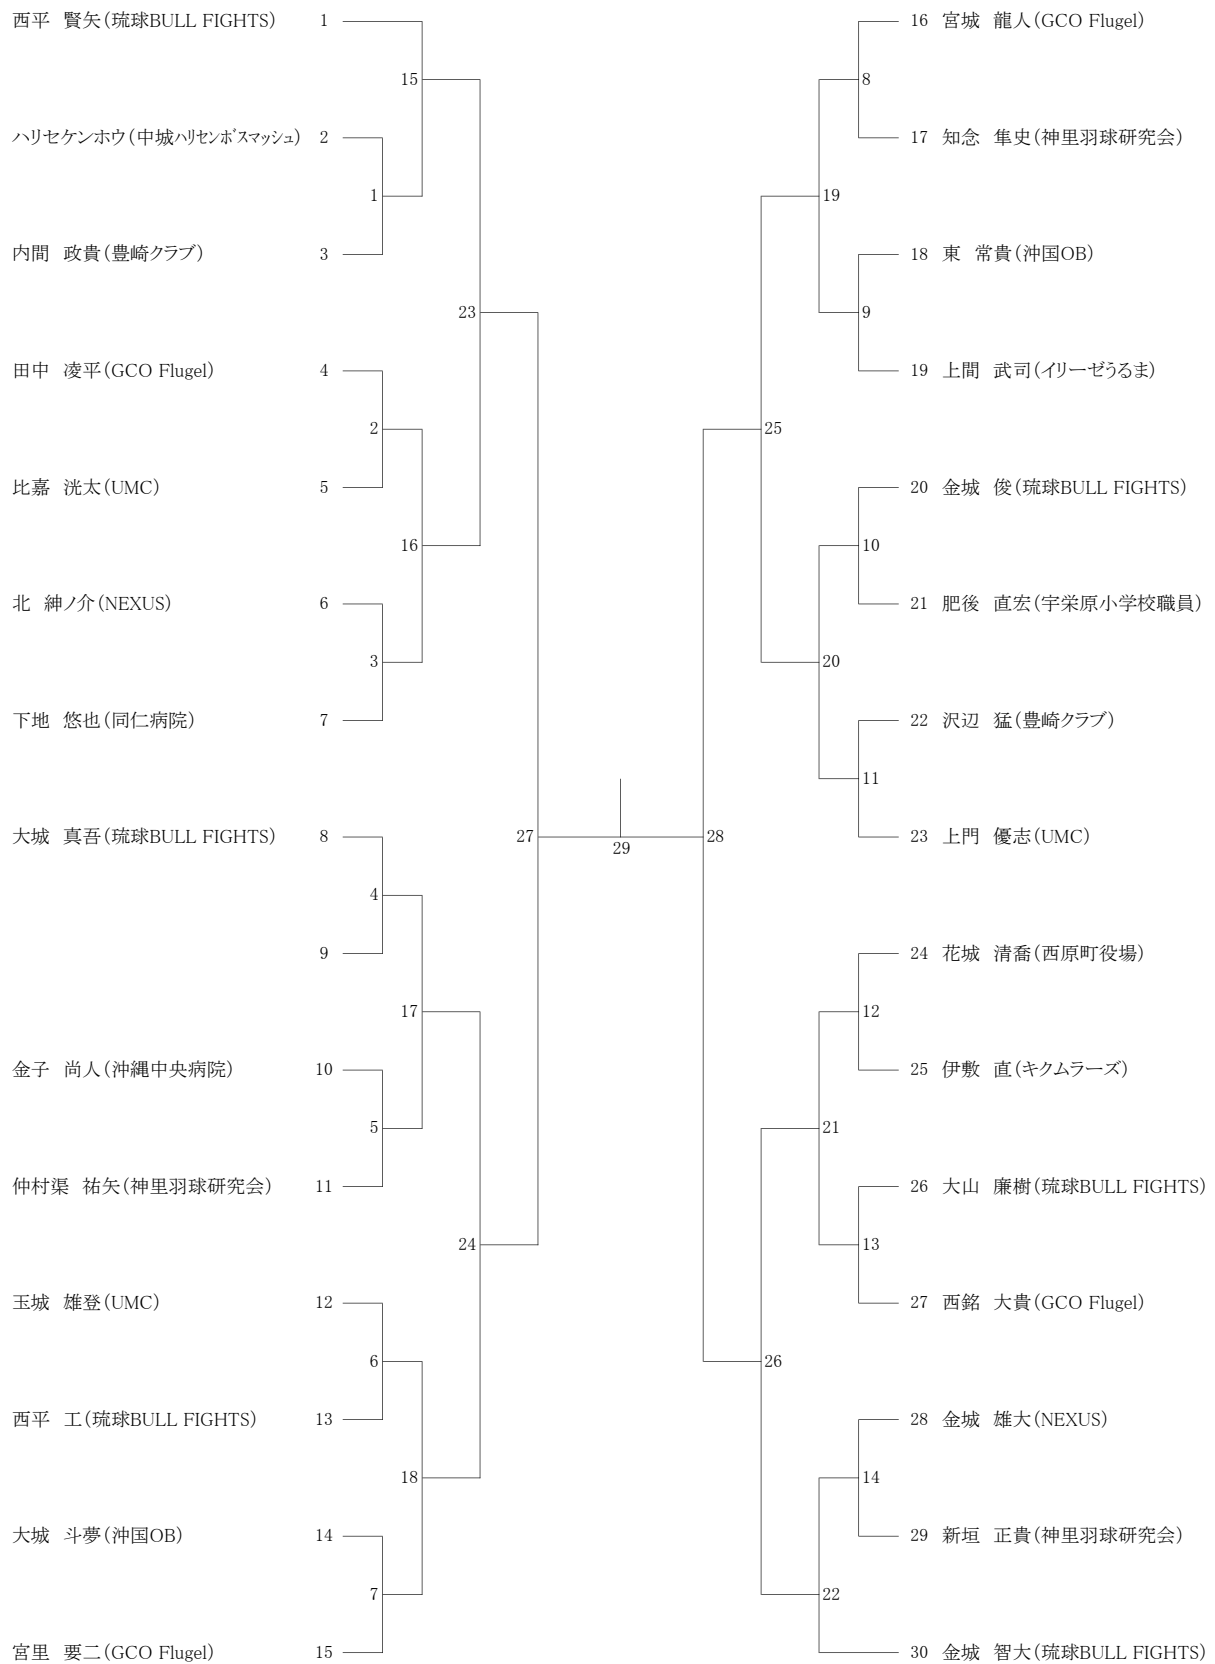 西平　賢矢(琉球BULL FIGHTS) 1
15
ハリセケンホウ(中城ハリセンボスマッシュ) 2
1
内間　政貴(豊崎クラブ) 3
23
田中　凌平(GCO Flugel) 4
2
比嘉　洸太(UMC) 5
16
北　紳ノ介(NEXUS) 6
3
下地　悠也(同仁病院) 7
27
大城　真吾(琉球BULL FIGHTS) 8
4
9
17
金子　尚人(沖縄中央病院) 10
5
仲村渠　祐矢(神里羽球研究会) 11
24
玉城　雄登(UMC) 12
6
西平　工(琉球BULL FIGHTS) 13
18
大城　斗夢(沖国OB) 14
7
宮里　要二(GCO Flugel) 15
29
16 宮城　龍人(GCO Flugel)
8
17 知念　隼史(神里羽球研究会)
19
18 東　常貴(沖国OB)
9
19 上間　武司(イリーゼうるま)
25
20 金城　俊(琉球BULL FIGHTS)
10
21 肥後　直宏(宇栄原小学校職員)
20
22 沢辺　猛(豊崎クラブ)
11
23 上門　優志(UMC)
28
24 花城　清喬(西原町役場)
12
25 伊敷　直(キクムラーズ)
21
26 大山　廉樹(琉球BULL FIGHTS)
13
27 西銘　大貴(GCO Flugel)
26
28 金城　雄大(NEXUS)
14
29 新垣　正貴(神里羽球研究会)
22
30 金城　智大(琉球BULL FIGHTS)